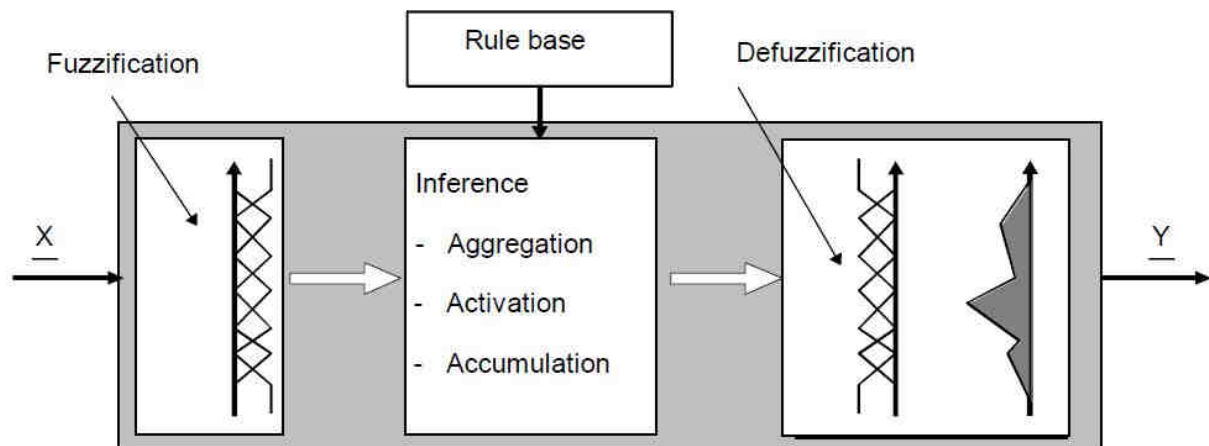 Rule base
Fuzzification
Defuzzification
Inference
- Aggregation
- Activation
- Accumulation
X
Y